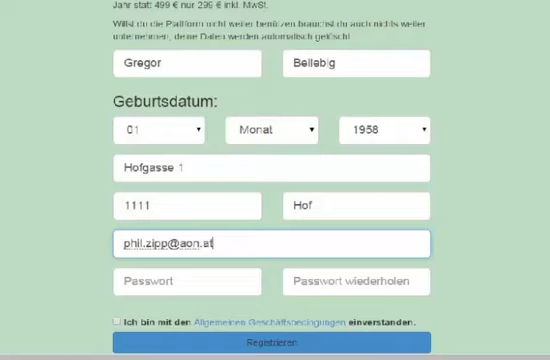 Jahr statt 499 € nur 299 € inkl. MwSt.
Willst du die Plattform nicht weiter benützen brauchst du auch nichts weiter
unternehmen, deine Daten werden automatisch gelöscht!
Gregor Beliebig
Geburtsdatum:
01 Monat 1958
Hofgasse 1
1111 Hof
phil.zipp@aon.at
Passwort Passwort wiederholen
Ich bin mit den Allgemeinen Geschäftsbedingungen einverstanden.
Registrieren